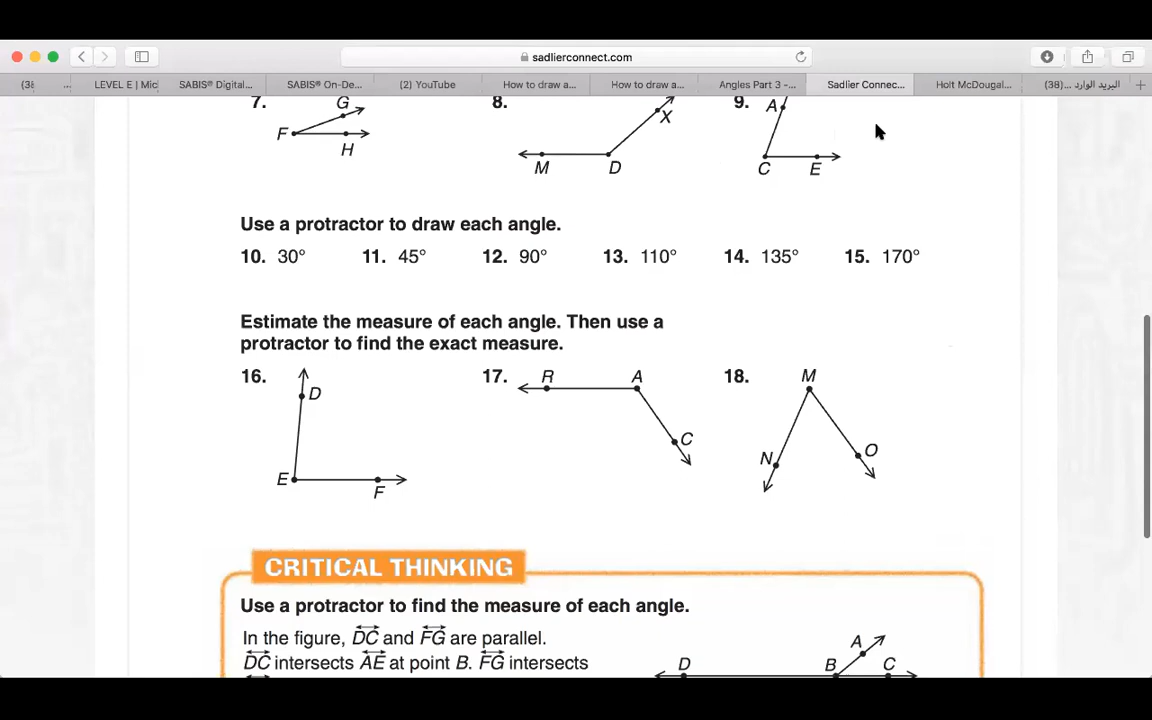 sadlierconnect.com
(3ε ... LEVEL E | Mic SABIS® Digital... SABIS® On-De... (2) YouTube How to draw a... How to draw a... Angles Part 3 –... Sadlier Connec... Holt McDougal... البريد الوارد (38)...
7. G 8. X 9. A
F H M D C E
Use a protractor to draw each angle.
10. 30° 11. 45° 12. 90° 13. 110° 14. 135° 15. 170°
Estimate the measure of each angle. Then use a
protractor to find the exact measure.
16. D E F 17. R A C 18. M N O
CRITICAL THINKING
Use a protractor to find the measure of each angle.
In the figure, DC and FG are parallel.
DC intersects AE at point B. FG intersects
A
D B C